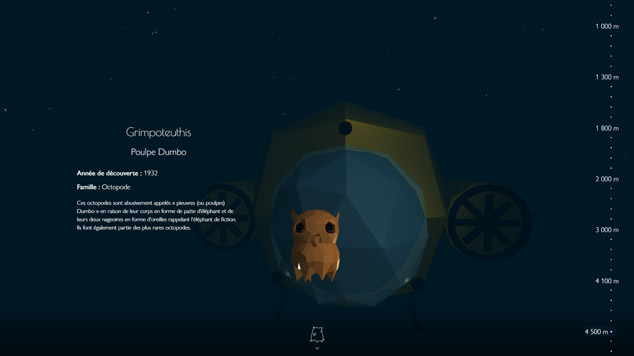 Grimpoteuthis
Poulpe Dumbo
Année de découverte : 1932
Famille : Octopode
Ces octopodes sont abusivement appelés « pieuvres (ou poulpes)
Dumbo » en raison de leur corps en forme de patte d'éléphant et de
leurs deux nageoires en forme d'oreilles rappelant l'éléphant de fiction.
Ils font également partie des plus rares octopodes.
1 000 m
1 300 m
1 800 m
2 000 m
3 000 m
4 100 m
4 500 m